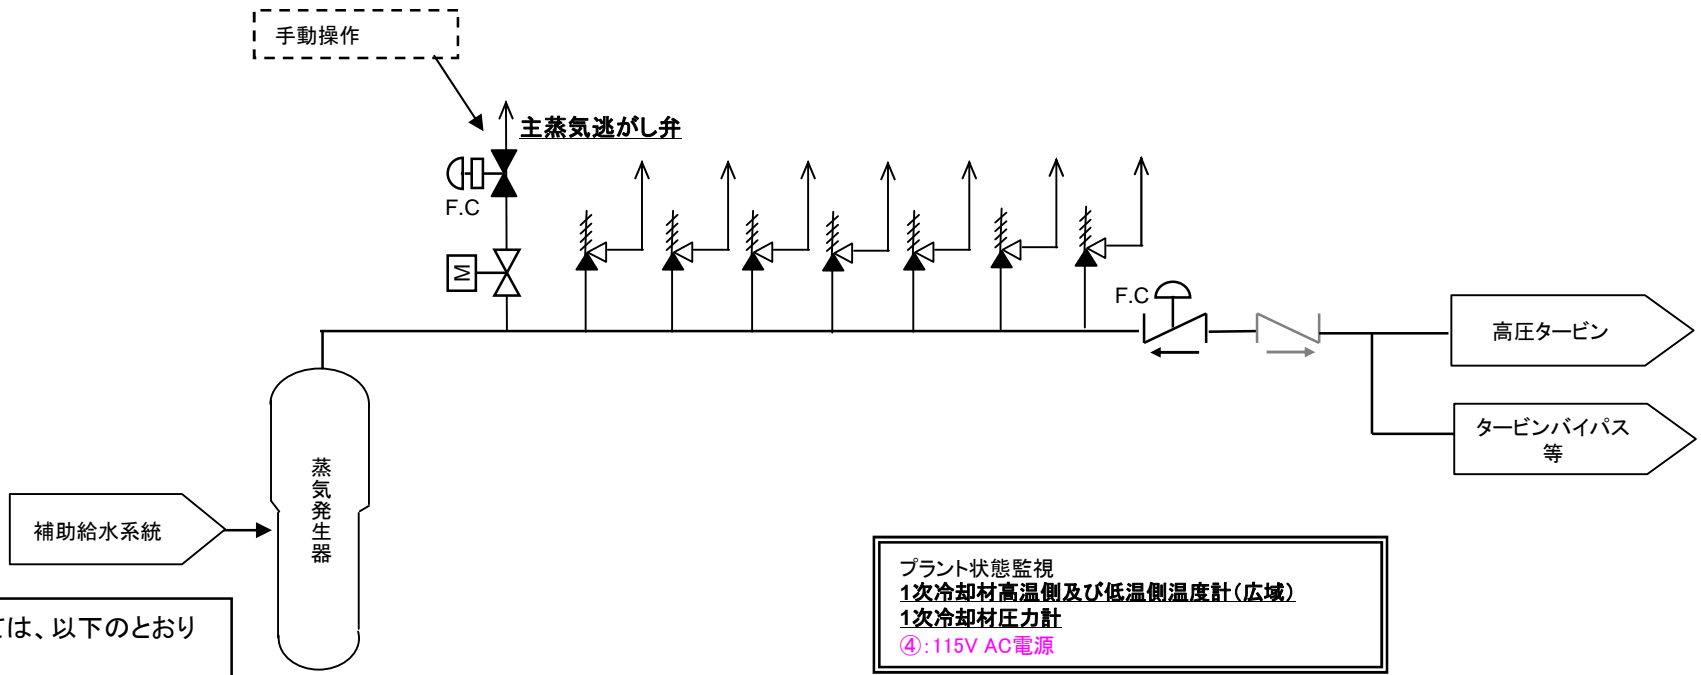 手動操作
主蒸気逃がし弁
F.C
M
F.C
高圧タービン
タービンバイパス
等
蒸気発生器
補助給水系統
ては、以下のとおり
プラント状態監視
1次冷却材高温側及び低温側温度計(広域)
1次冷却材圧力計
④:115V AC電源